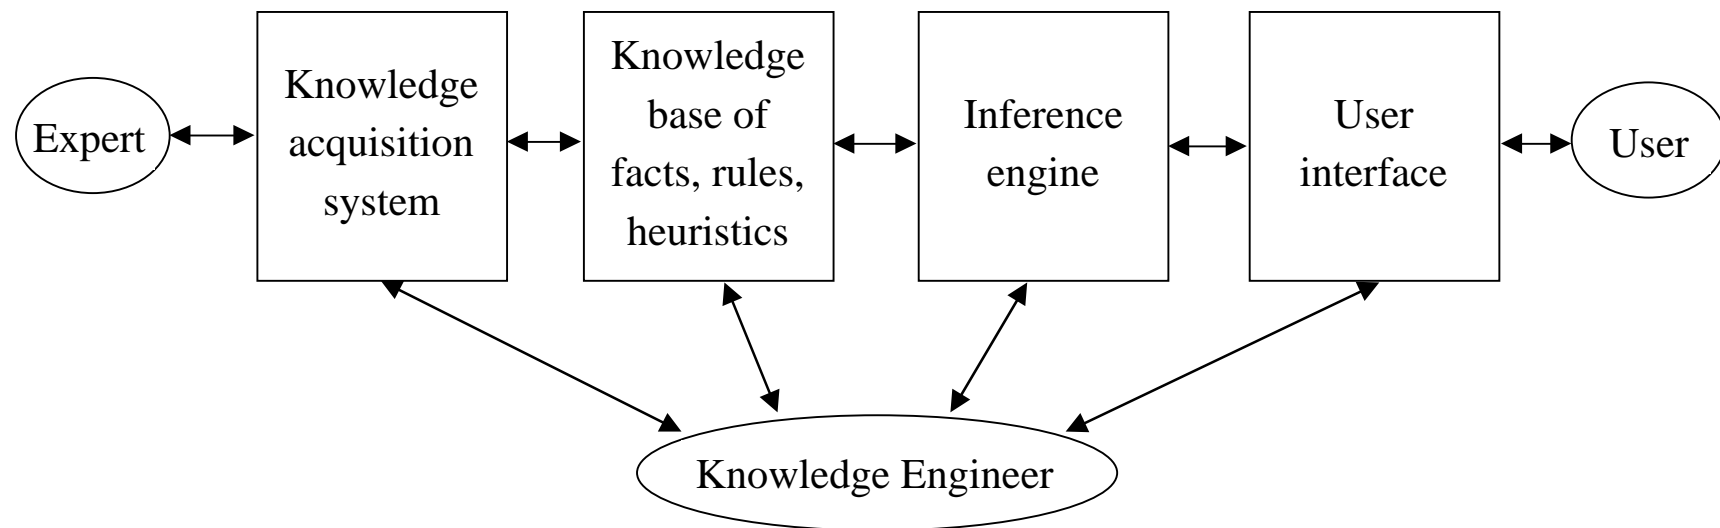 Expert
Knowledge
acquisition
system
Knowledge
base of
facts, rules,
heuristics
Inference
engine
User
interface
User
Knowledge Engineer